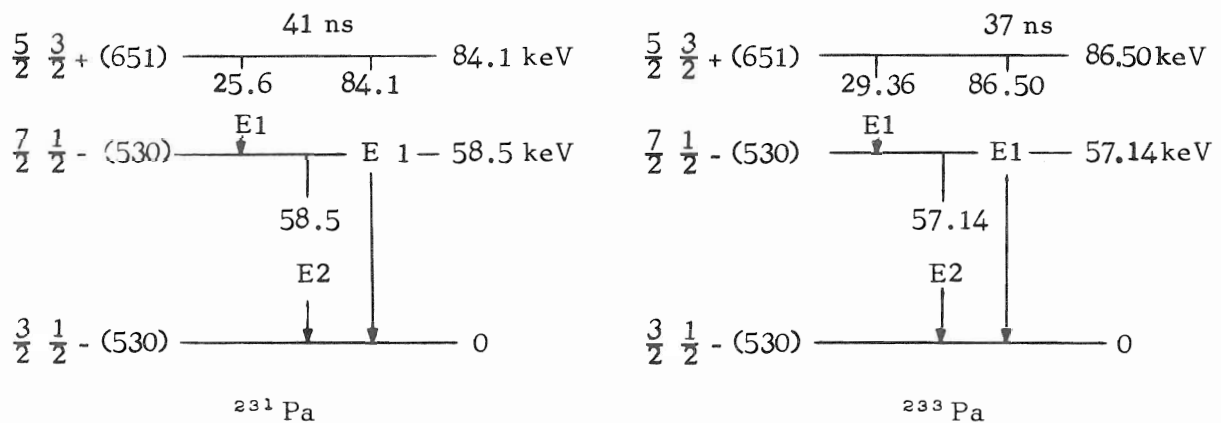 41 ns
5/2 3/2 + (651) 84.1 keV
25.6 84.1
E1
7/2 1/2 - (530) E 1 58.5 keV
58.5
E2
3/2 1/2 - (530) 0
²³¹Pa
37 ns
5/2 3/2 + (651) 86.50 keV
29.36 86.50
E1
7/2 1/2 - (530) E1 57.14 keV
57.14
E2
3/2 1/2 - (530) 0
²³³Pa